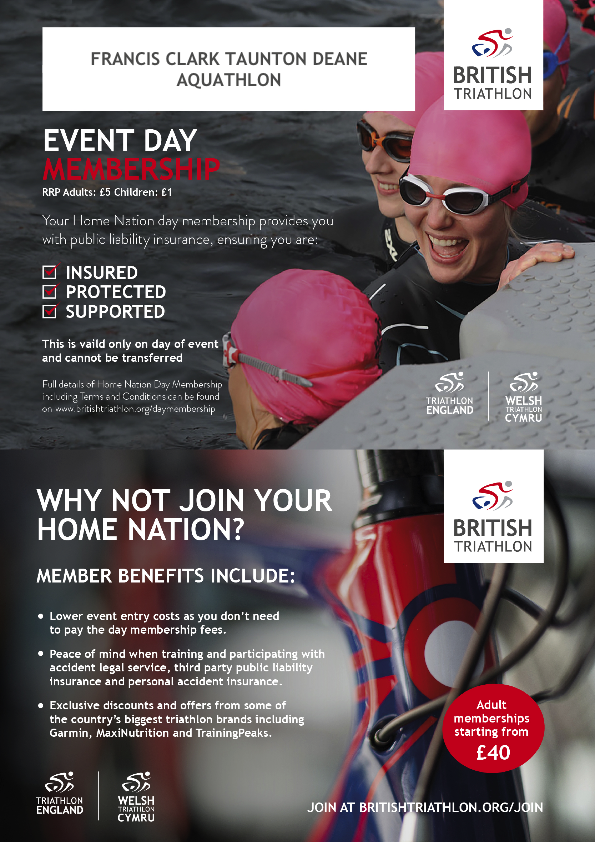 FRANCIS CLARK TAUNTON DEANE
AQUATHLON
BRITISH
TRIATHLON
EVENT DAY
MEMBERSHIP
RRP Adults: £5 Children: £1
Your Home Nation day membership provides you
with public liability insurance, ensuring you are:
INSURED
PROTECTED
SUPPORTED
This is vaild only on day of event
and cannot be transferred
Full details of Home Nation Day Membership
including Terms and Conditions can be found
on www.britishtriathlon.org/daymembership
TRIATHLON
ENGLAND
WELSH
TRIATHLON
CYMRU
WHY NOT JOIN YOUR
HOME NATION?
BRITISH
TRIATHLON
MEMBER BENEFITS INCLUDE:
• Lower event entry costs as you don't need
to pay the day membership fees.
• Peace of mind when training and participating with
accident legal service, third party public liability
insurance and personal accident insurance.
• Exclusive discounts and offers from some of
the country's biggest triathlon brands including
Garmin, MaxiNutrition and TrainingPeaks.
Adult
memberships
starting from
£40
TRIATHLON
ENGLAND
WELSH
TRIATHLON
CYMRU
JOIN AT BRITISHTRIATHLON.ORG/JOIN